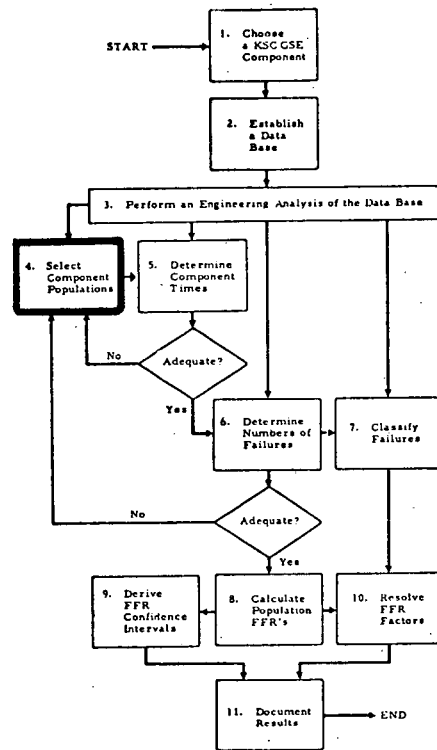 START
1. Choose
a KSC GSE
Component
2. Establish
a Data
Base
3. Perform an Engineering Analysis of the Data Base
4. Select
Component
Populations
5. Determine
Component
Times
No
Adequate?
Yes
6. Determine
Numbers of
Failures
7. Classify
Failures
No
Adequate?
Yes
9. Derive
FFR
Confidence
Intervals
8. Calculate
Population
FFR's
10. Resolve
FFR
Factors
11. Document
Results
END